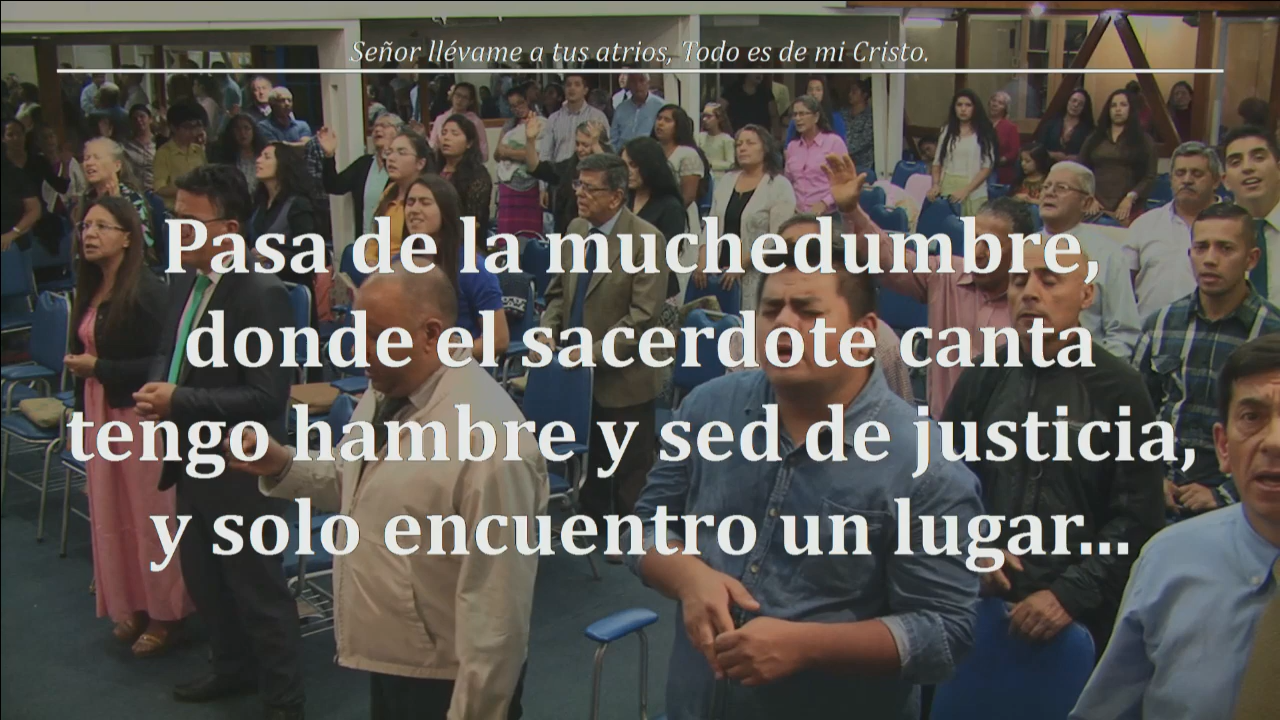 Señor llévame a tus atrios, Todo es de mi Cristo.
Pasa de la muchedumbre,
donde el sacerdote canta
tengo hambre y sed de justicia,
y solo encuentro un lugar...